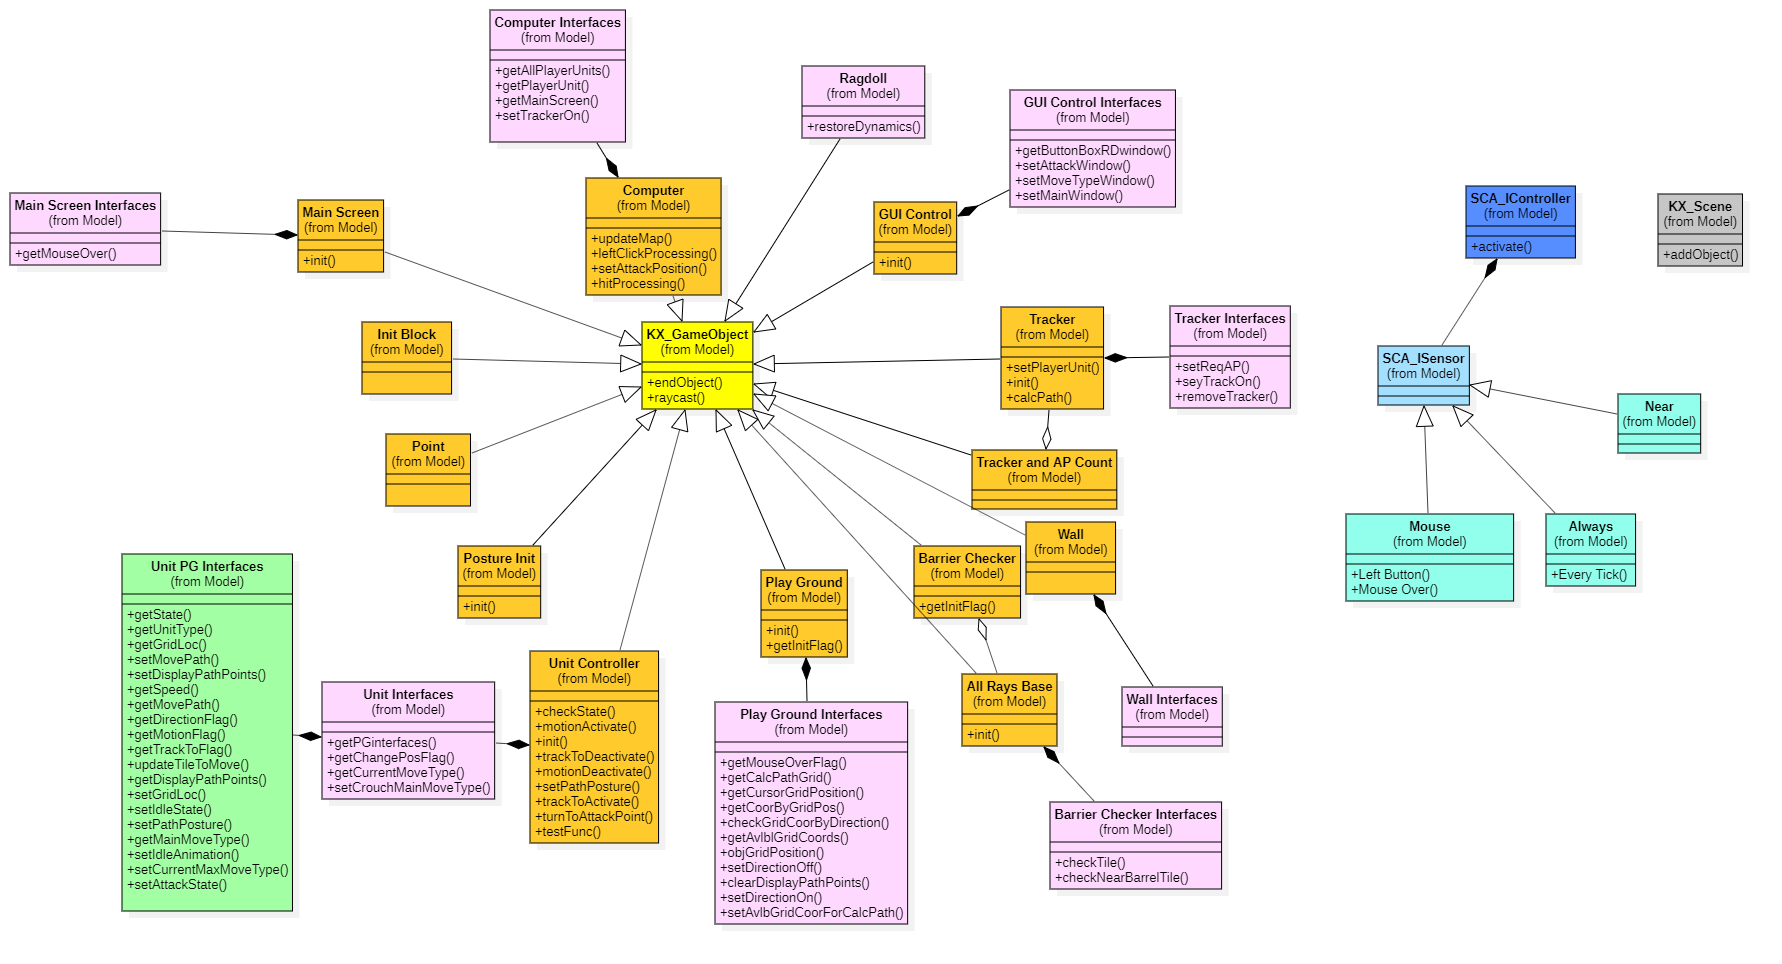 Computer Interfaces
(from Model)
+getAllPlayerUnits()
+getPlayerUnit()
+getMainScreen()
+setTrackerOn()
Ragdoll
(from Model)
+restoreDynamics()
GUI Control Interfaces
(from Model)
+getButtonBoxRDwindow()
+setAttackWindow()
+setMoveTypeWindow()
+setMainWindow()
Main Screen Interfaces
(from Model)
+getMouseOver()
Main Screen
(from Model)
+init()
Computer
(from Model)
+updateMap()
+leftClickProcessing()
+setAttackPosition()
+hitProcessing()
GUI Control
(from Model)
+init()
SCA_IController
(from Model)
+activate()
KX_Scene
(from Model)
+addObject()
Init Block
(from Model)
KX_GameObject
(from Model)
+endObject()
+raycast()
Tracker
(from Model)
+setPlayerUnit()
+init()
+calcPath()
Tracker Interfaces
(from Model)
+setReqAP()
+seyTrackOn()
+removeTracker()
SCA_ISensor
(from Model)
Near
(from Model)
Point
(from Model)
Tracker and AP Count
(from Model)
Mouse
(from Model)
+Left Button()
+Mouse Over()
Always
(from Model)
+Every Tick()
Posture Init
(from Model)
+init()
Play Ground
(from Model)
+init()
+getInitFlag()
Barrier Checker
(from Model)
+getInitFlag()
Wall
(from Model)
Unit PG Interfaces
(from Model)
+getState()
+getUnitType()
+getGridLoc()
+setMovePath()
+setDisplayPathPoints()
+getSpeed()
+getMovePath()
+getDirectionFlag()
+getMotionFlag()
+getTrackToFlag()
+updateTileToMove()
+getDisplayPathPoints()
+setGridLoc()
+setIdleState()
+setPathPosture()
+getMainMoveType()
+setIdleAnimation()
+setCurrentMaxMoveType()
+setAttackState()
Unit Interfaces
(from Model)
+getPGinterfaces()
+getChangePosFlag()
+getCurrentMoveType()
+setCrouchMainMoveType()
Unit Controller
(from Model)
+checkState()
+motionActivate()
+init()
+trackToDeactivate()
+motionDeactivate()
+setPathPosture()
+trackToActivate()
+turnToAttackPoint()
+testFunc()
Play Ground Interfaces
(from Model)
+getMouseOverFlag()
+getCalcPathGrid()
+getCursorGridPosition()
+getCoorByGridPos()
+checkGridCoorByDirection()
+getAvlblGridCoords()
+objGridPosition()
+setDirectionOff()
+clearDisplayPathPoints()
+setDirectionOn()
+setAvlbGridCoorForCalcPath()
All Rays Base
(from Model)
+init()
Wall Interfaces
(from Model)
Barrier Checker Interfaces
(from Model)
+checkTile()
+checkNearBarrelTile()